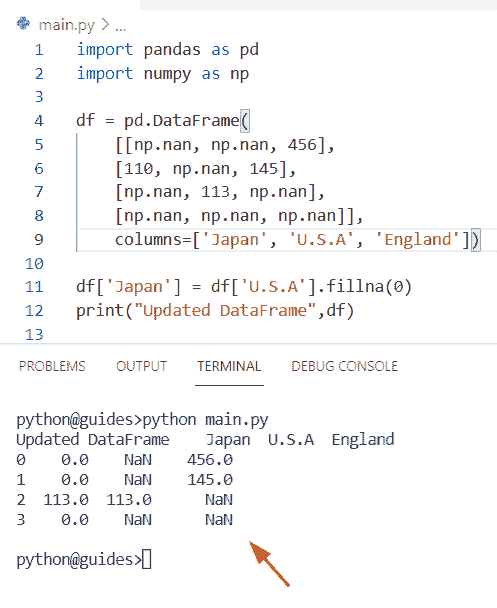 main.py > ...
1 import pandas as pd
2 import numpy as np
3
4 df = pd.DataFrame(
5     [[np.nan, np.nan, 456],
6     [110, np.nan, 145],
7     [np.nan, 113, np.nan],
8     [np.nan, np.nan, np.nan]],
9     columns=['Japan', 'U.S.A', 'England'])
10
11 df['Japan'] = df['U.S.A'].fillna(0)
12 print("Updated DataFrame",df)
13
PROBLEMS OUTPUT TERMINAL DEBUG CONSOLE
python@guides>python main.py
Updated DataFrame    Japan  U.S.A  England
0    0.0    NaN    456.0
1    0.0    NaN    145.0
2  113.0  113.0      NaN
3    0.0    NaN      NaN
python@guides>